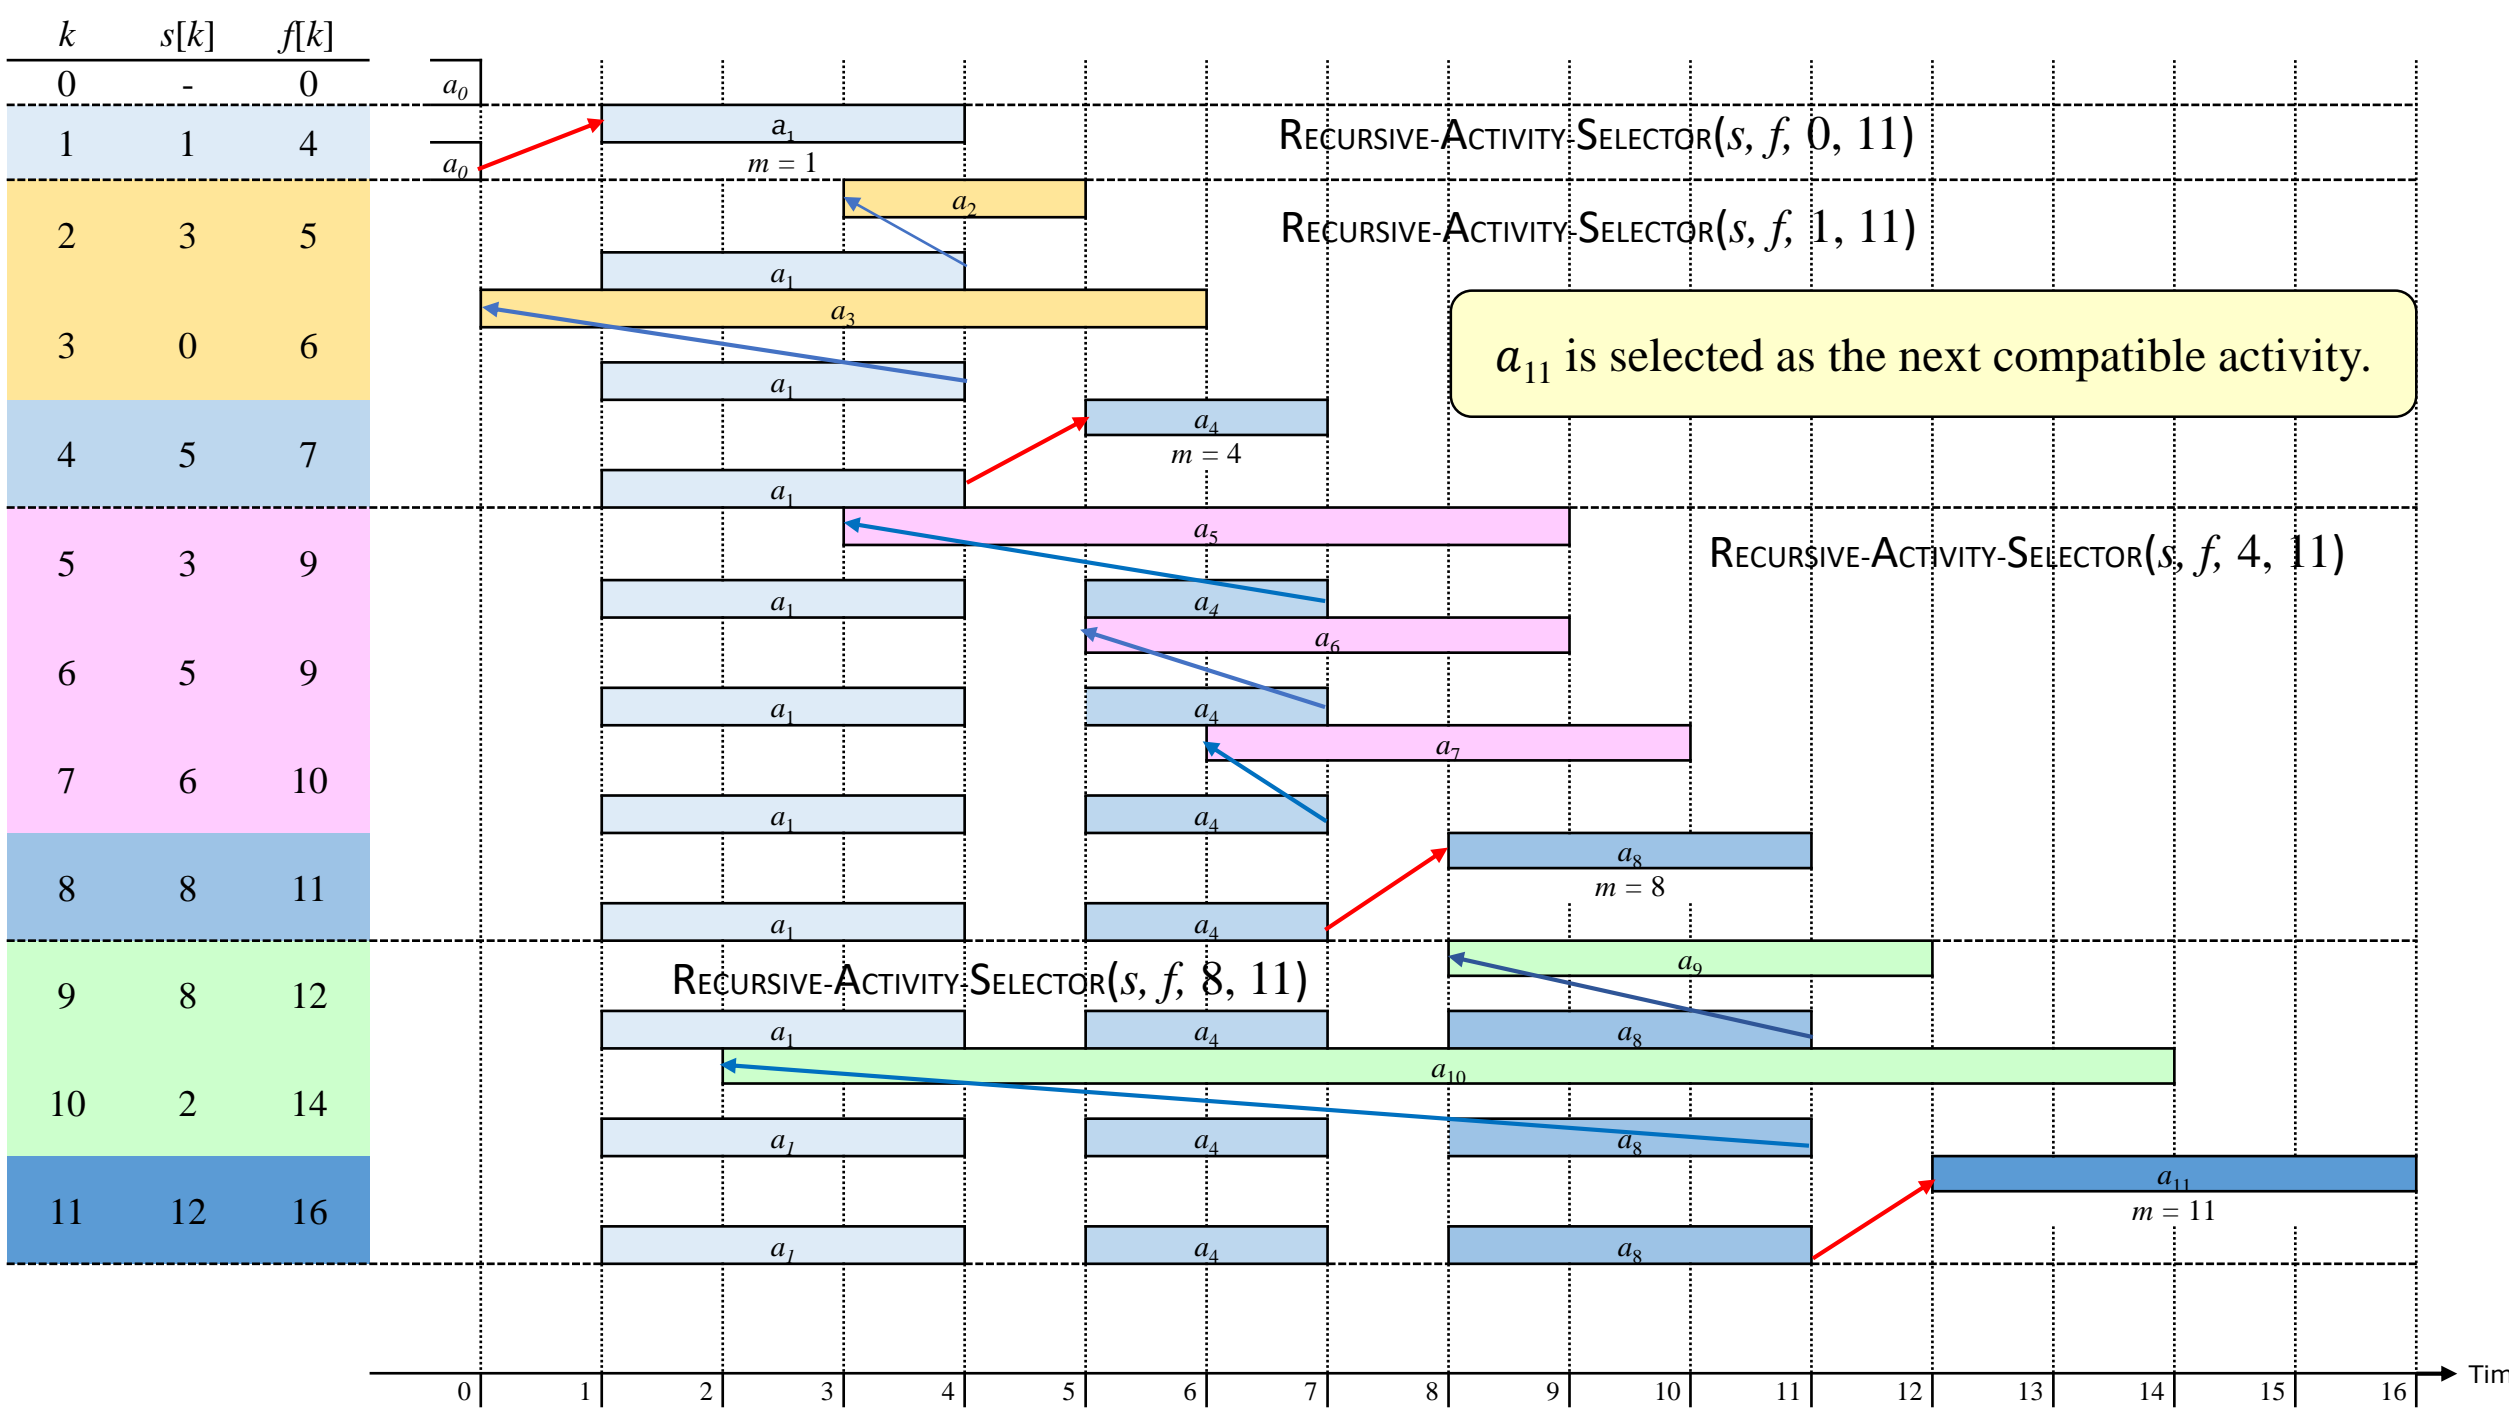 k s[k] f[k]
0 - 0 a0
1 1 4 a1 RECURSIVE-ACTIVITY-SELECTOR(s, f, 0, 11)
a0 m = 1
a2
2 3 5 RECURSIVE-ACTIVITY-SELECTOR(s, f, 1, 11)
a1
a3
3 0 6 a11 is selected as the next compatible activity.
a1
a4
4 5 7 m = 4
a1
a5
5 3 9 RECURSIVE-ACTIVITY-SELECTOR(s, f, 4, 11)
a1 a4
a6
6 5 9
a1 a4
a7
7 6 10
a1 a4
a8
8 8 11 m = 8
a1 a4
a9
9 8 12 RECURSIVE-ACTIVITY-SELECTOR(s, f, 8, 11)
a1 a4 a8
a10
10 2 14
a1 a4 a8
a11
11 12 16 m = 11
a1 a4 a8
0 1 2 3 4 5 6 7 8 9 10 11 12 13 14 15 16 Tim